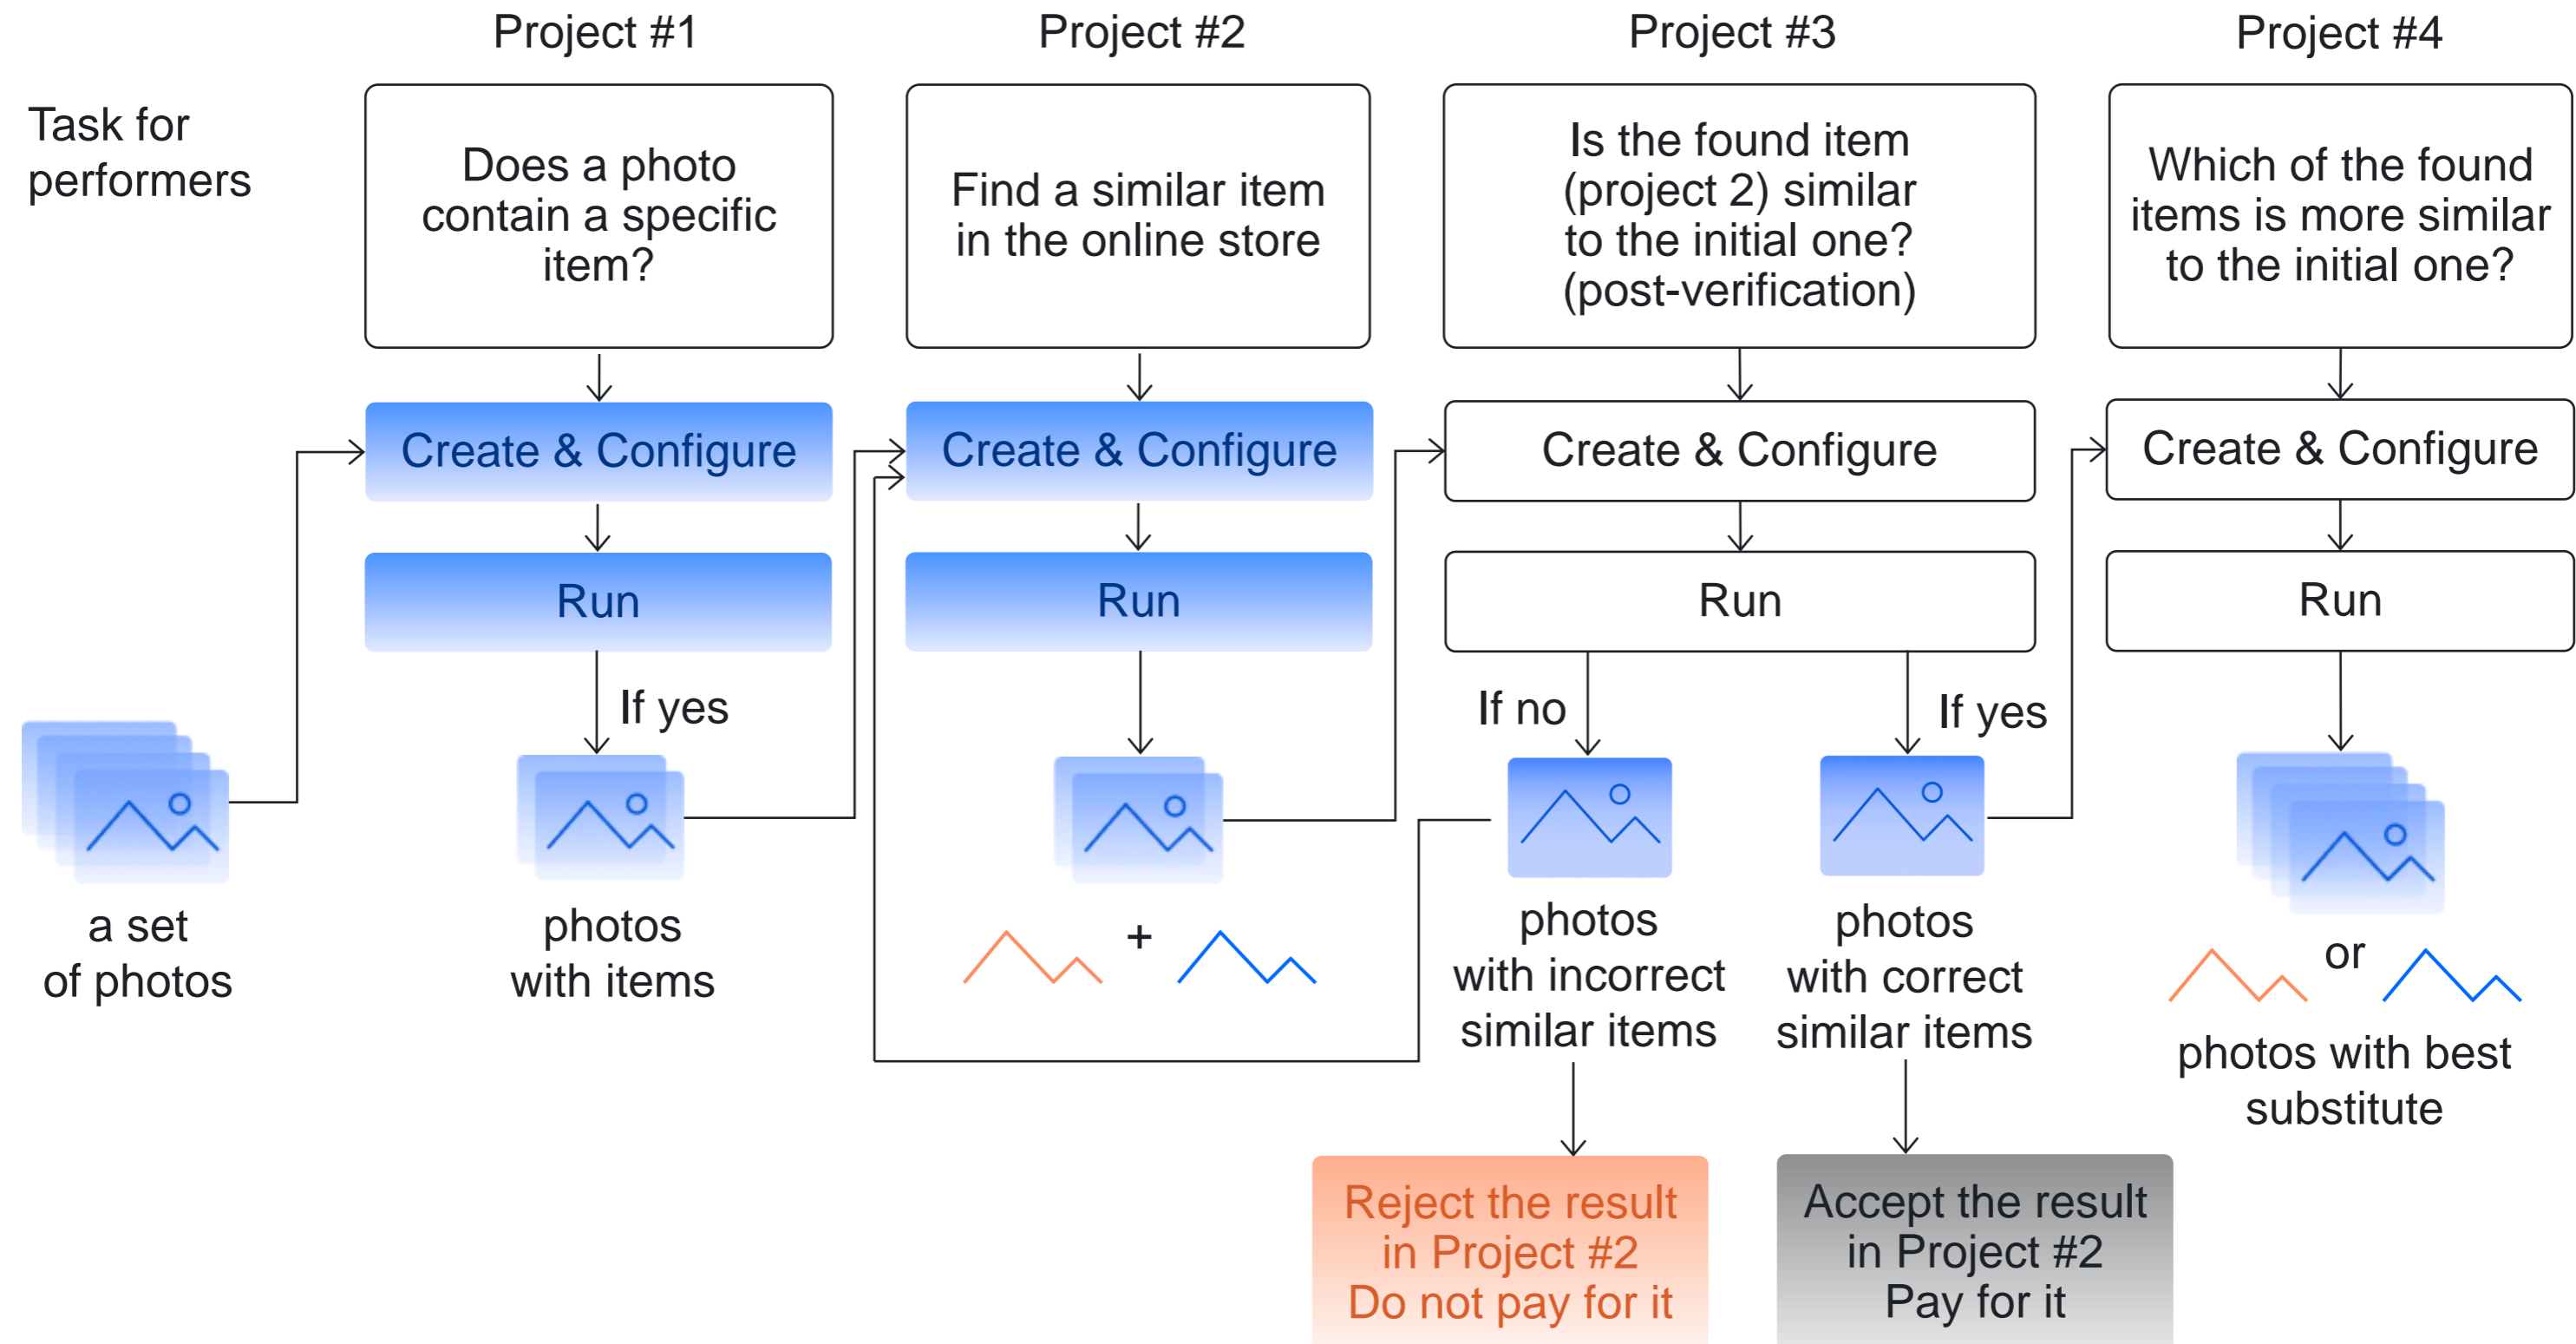 Project #1
Project #2
Project #3
Project #4
Task for
performers
Does a photo
contain a specific
item?
Find a similar item
in the online store
Is the found item
(project 2) similar
to the initial one?
(post-verification)
Which of the found
items is more similar
to the initial one?
Create & Configure
Create & Configure
Create & Configure
Create & Configure
Run
Run
Run
Run
If yes
If no
If yes
a set
of photos
photos
with items
+
photos
with incorrect
similar items
photos
with correct
similar items
or
photos with best
substitute
Reject the result
in Project #2
Do not pay for it
Accept the result
in Project #2
Pay for it